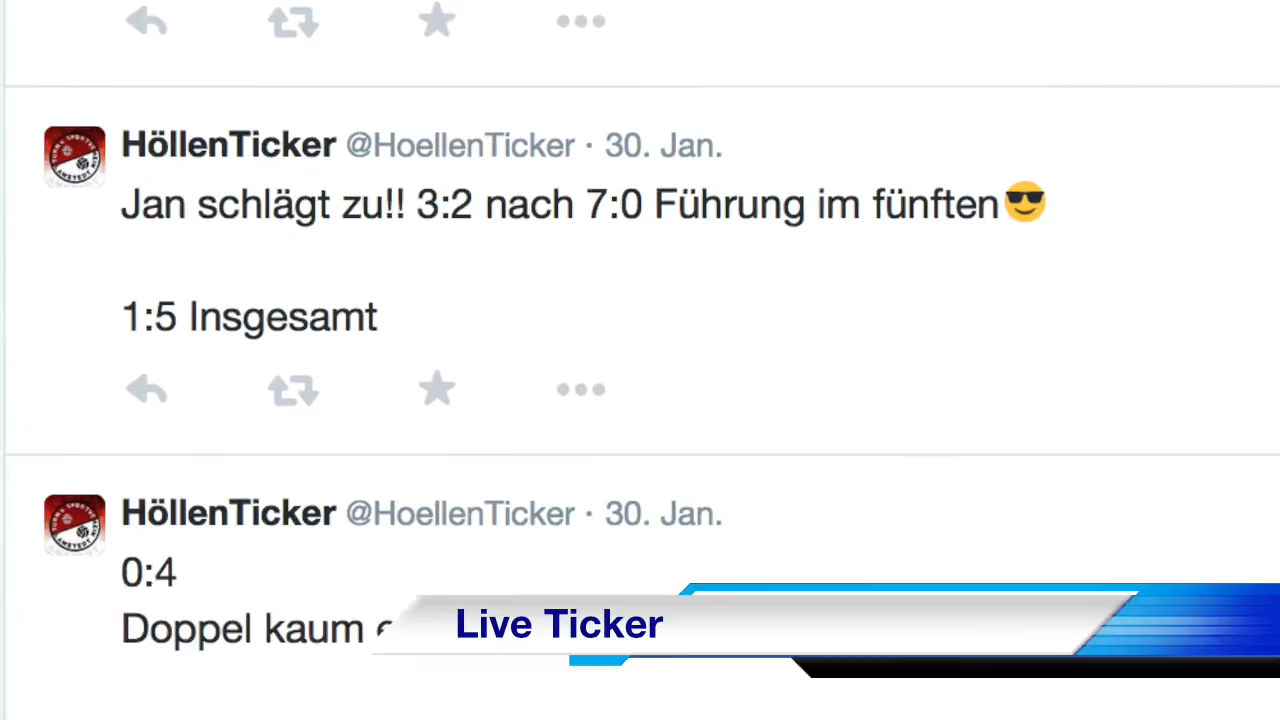 HöllenTicker @HoellenTicker · 30. Jan.
Jan schlägt zu!! 3:2 nach 7:0 Führung im fünften😎
1:5 Insgesamt
HöllenTicker @HoellenTicker · 30. Jan.
0:4
Doppel kaum
Live Ticker